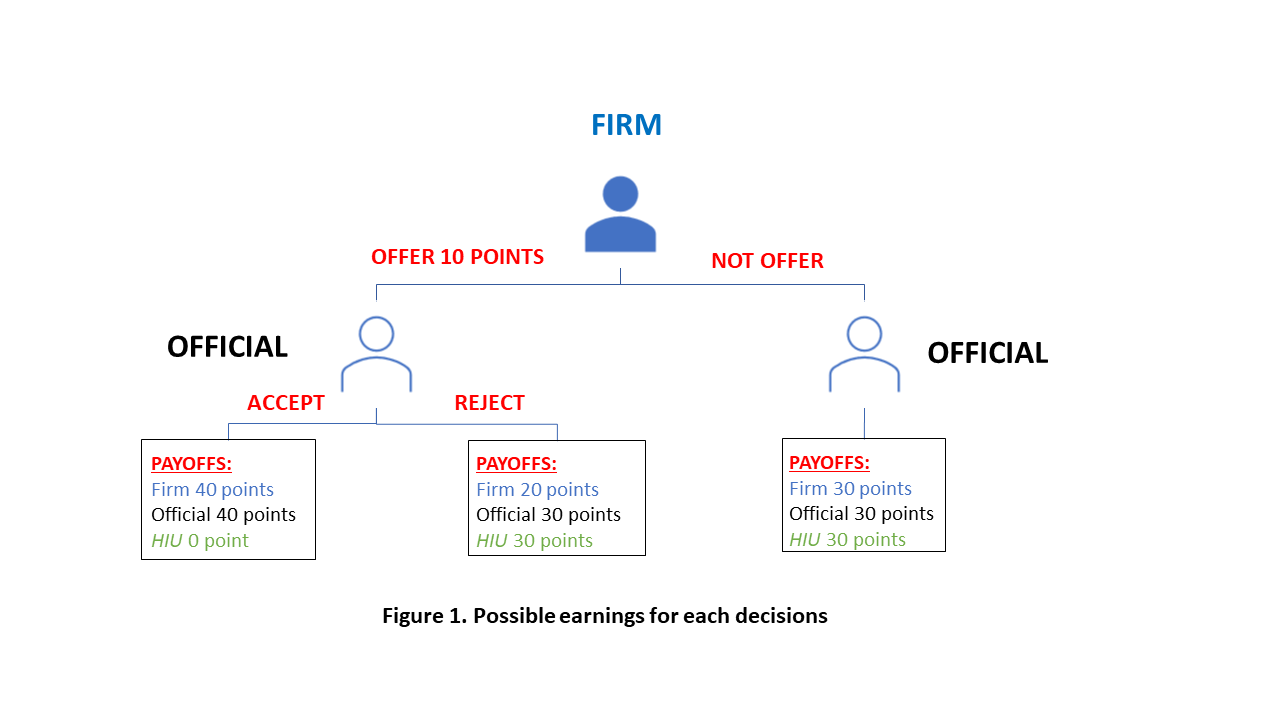 FIRM
OFFER 10 POINTS
NOT OFFER
OFFICIAL
OFFICIAL
ACCEPT
REJECT
PAYOFFS:
Firm 40 points
Official 40 points
HIU 0 point
PAYOFFS:
Firm 20 points
Official 30 points
HIU 30 points
PAYOFFS:
Firm 30 points
Official 30 points
HIU 30 points
Figure 1. Possible earnings for each decisions